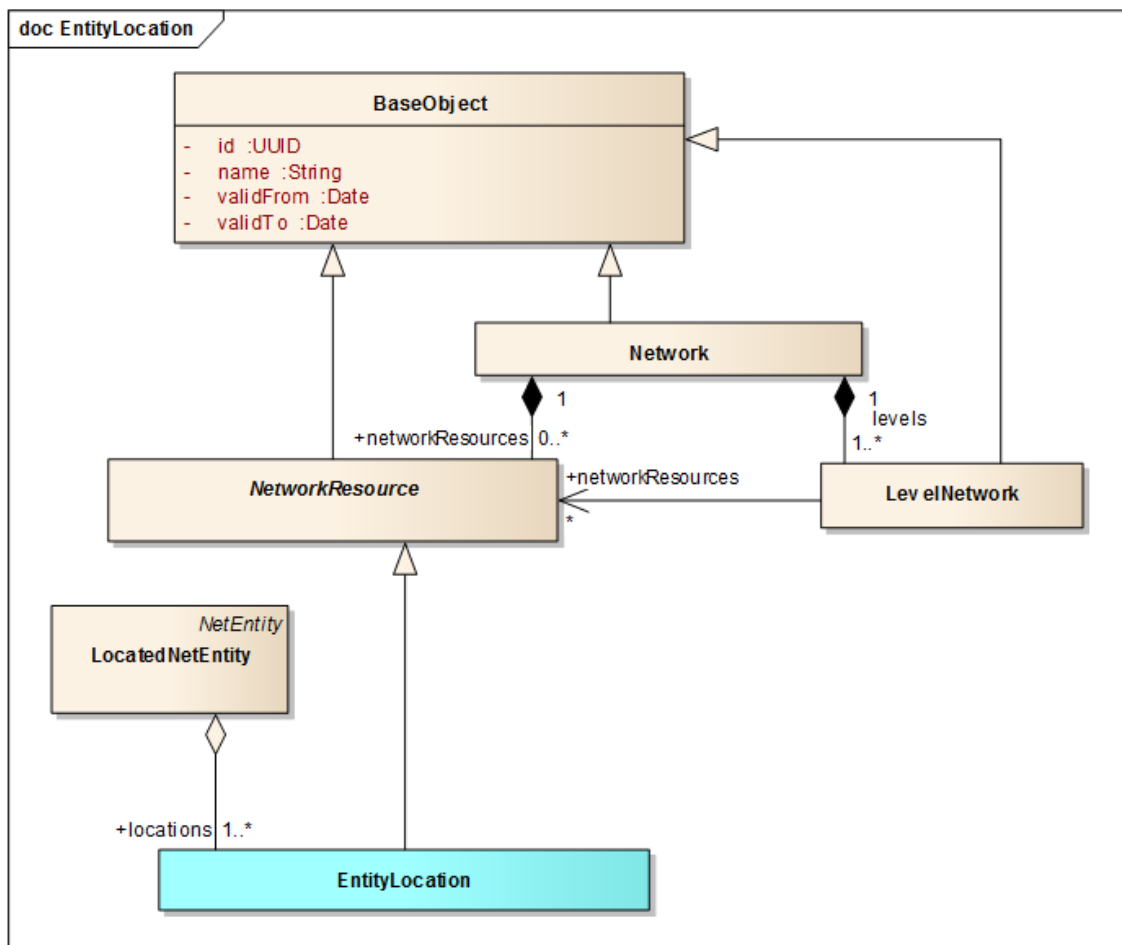 doc EntityLocation
BaseObject
- id :UUID
- name :String
- validFrom :Date
- validTo :Date
Network
1
1
levels
+networkResources 0..*
1..*
NetworkResource
+networkResources
*
LevelNetwork
NetEntity
LocatedNetEntity
+locations 1..*
EntityLocation